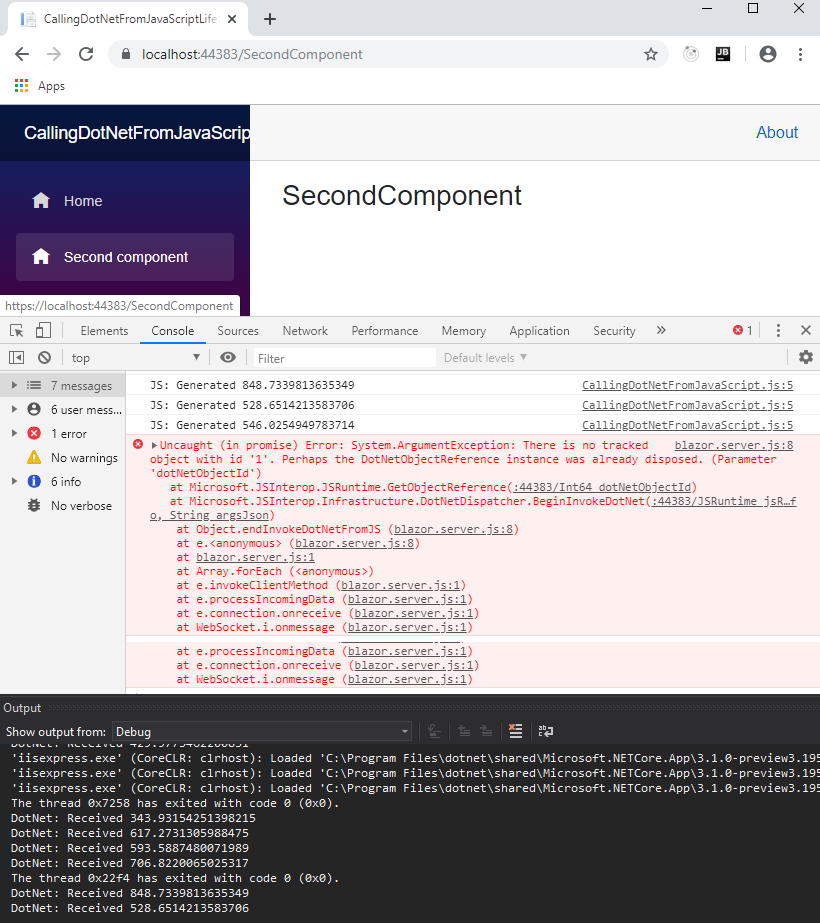 CallingDotNetFromJavaScriptLife
localhost:44383/SecondComponent
JB
Apps
CallingDotNetFromJavaScrip
About
Home
SecondComponent
Second component
https://localhost:44383/SecondComponent
Elements Console Sources Network Performance Memory Application Security » 1
top Filter Default levels
7 messages
6 user mess...
1 error
No warnings
6 info
No verbose
JS: Generated 848.7339813635349 CallingDotNetFromJavaScript.js:5
JS: Generated 528.6514213583706 CallingDotNetFromJavaScript.js:5
JS: Generated 546.0254949783714 CallingDotNetFromJavaScript.js:5
Uncaught (in promise) Error: System.ArgumentException: There is no tracked blazor.server.js:8
object with id '1'. Perhaps the DotNetObjectReference instance was already disposed. (Parameter
'dotNetObjectId')
at Microsoft.JSInterop.JSRuntime.GetObjectReference(:44383/Int64 dotNetObjectId)
at Microsoft.JSInterop.Infrastructure.DotNetDispatcher.BeginInvokeDotNet(:44383/JSRuntime jsR…f
o, String argsJson)
at Object.endInvokeDotNetFromJS (blazor.server.js:8)
at e.<anonymous> (blazor.server.js:8)
at blazor.server.js:1
at Array.forEach (<anonymous>)
at e.invokeClientMethod (blazor.server.js:1)
at e.processIncomingData (blazor.server.js:1)
at e.connection.onreceive (blazor.server.js:1)
at WebSocket.i.onmessage (blazor.server.js:1)
at e.processIncomingData (blazor.server.js:1)
at e.connection.onreceive (blazor.server.js:1)
at WebSocket.i.onmessage (blazor.server.js:1)
Output
Show output from: Debug
DotNet: Received
'iisexpress.exe' (CoreCLR: clrhost): Loaded 'C:\Program Files\dotnet\shared\Microsoft.NETCore.App\3.1.0-preview3.195
'iisexpress.exe' (CoreCLR: clrhost): Loaded 'C:\Program Files\dotnet\shared\Microsoft.NETCore.App\3.1.0-preview3.195
'iisexpress.exe' (CoreCLR: clrhost): Loaded 'C:\Program Files\dotnet\shared\Microsoft.NETCore.App\3.1.0-preview3.195
The thread 0x7258 has exited with code 0 (0x0).
DotNet: Received 343.93154251398215
DotNet: Received 617.2731305988475
DotNet: Received 593.5887480071989
DotNet: Received 706.8220065025317
The thread 0x22f4 has exited with code 0 (0x0).
DotNet: Received 848.7339813635349
DotNet: Received 528.6514213583706